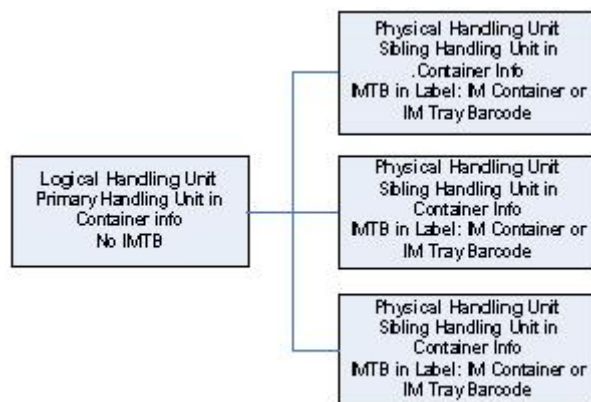 Physical Handling Unit
Sibling Handling Unit in
.Container Info
IMTB in Label: IM Container or
IM Tray Barcode
Logical Handling Unit
Primary Handling Unit in
Container info
No IMTB
Physical Handling Unit
Sibling Handling Unit in
Container Info
IMTB in Label: IM Container or
IM Tray Barcode
Physical Handling Unit
Sibling Handling Unit in
Container Info
IMTB in Label: IM Container or
IM Tray Barcode